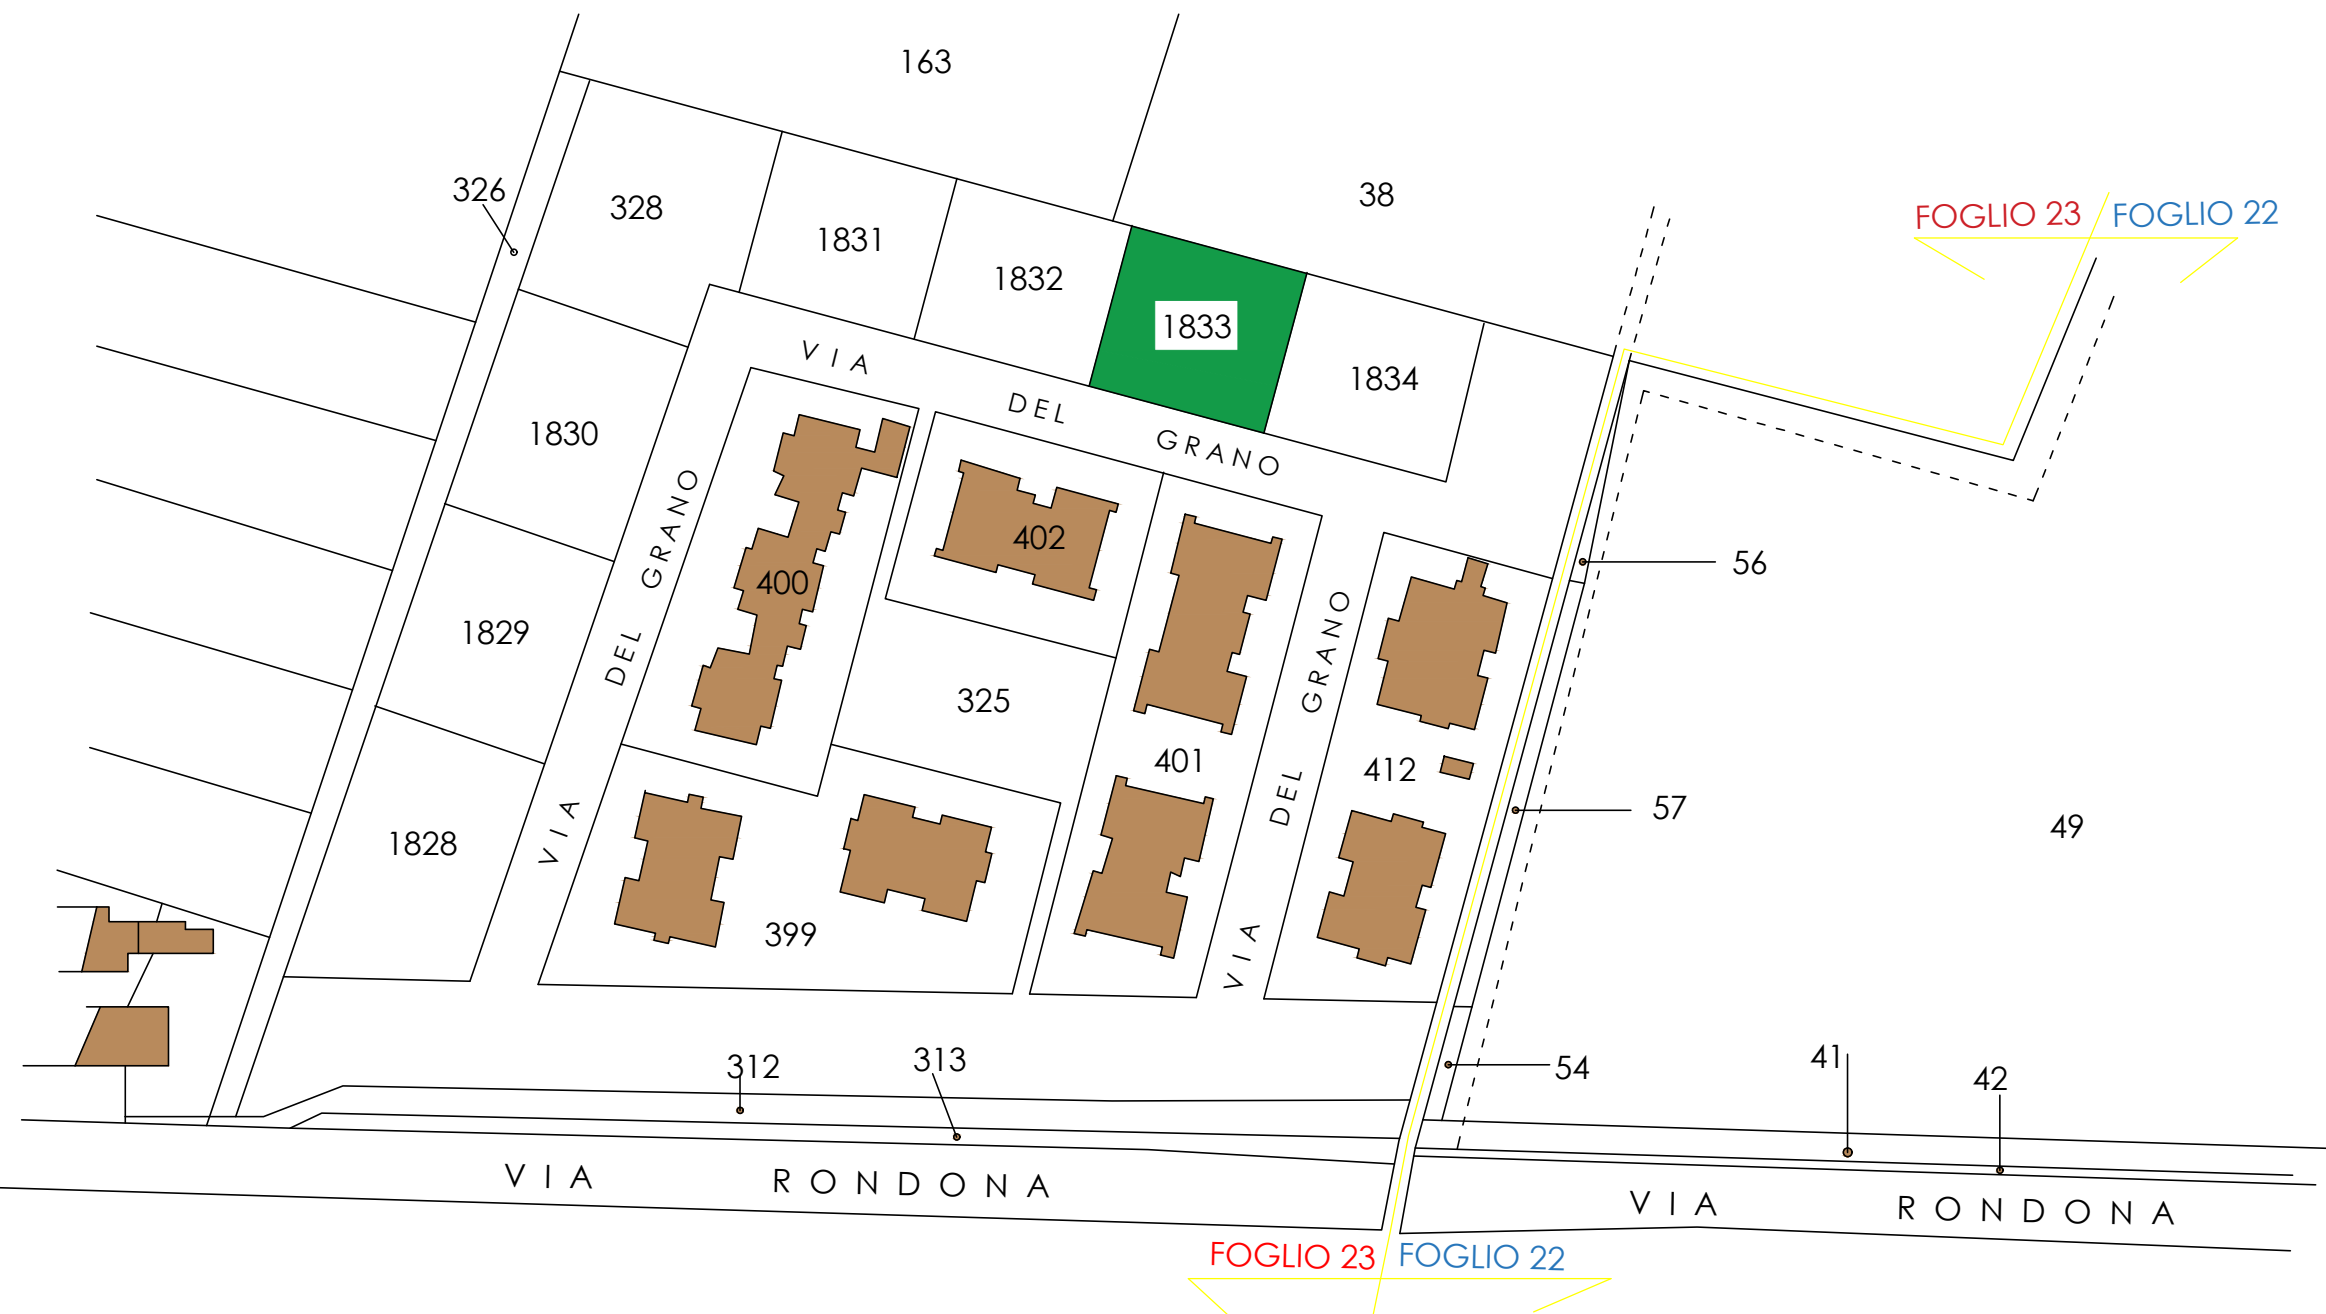 163
326
328
38
FOGLIO 23
FOGLIO 22
1831
1832
1833
1834
VIA
DEL
GRANO
1830
402
400
56
VIA DEL GRANO
1829
325
VIA DEL GRANO
401
412
57
1828
49
399
312
313
54
41
42
VIA RONDONA
VIA RONDONA
FOGLIO 23
FOGLIO 22